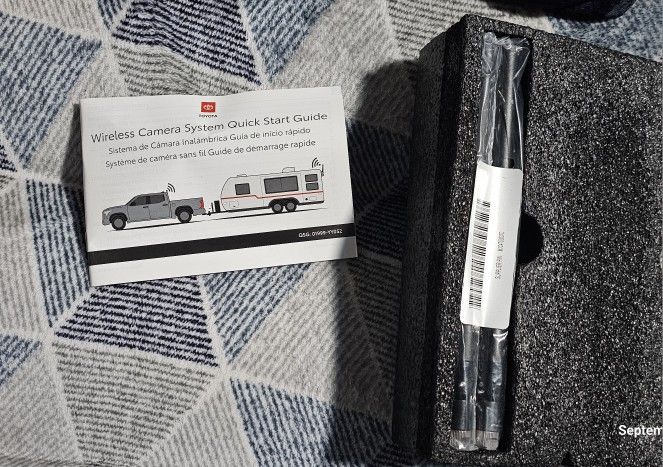 TOYOTA
Wireless Camera System Quick Start Guide
Sistema de Cámara Inalámbrica Guía de inicio rápido
Système de caméra sans fil Guide de démarrage rapide
Septem